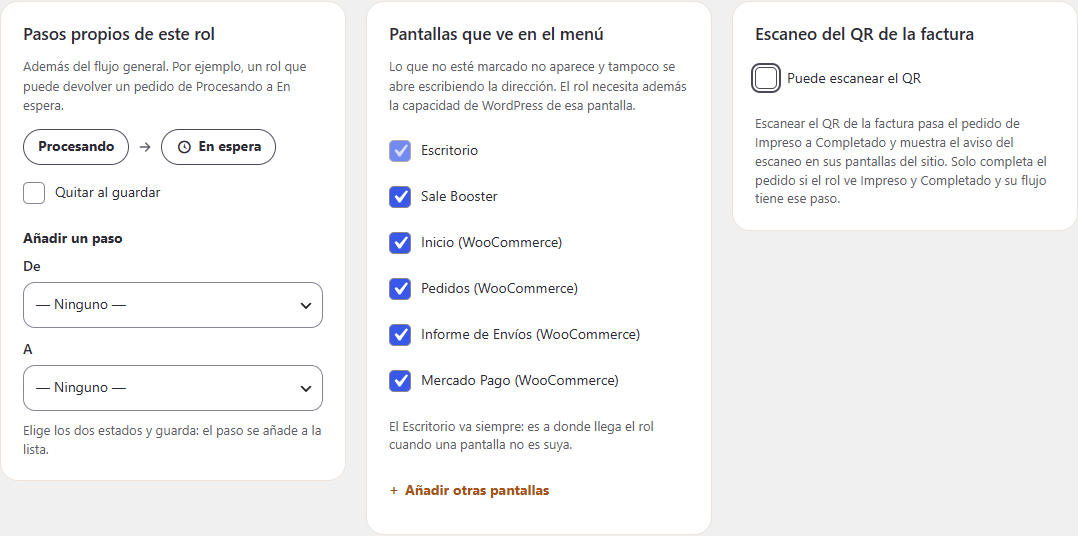 Pasos propios de este rol
Además del flujo general. Por ejemplo, un rol que
puede devolver un pedido de Procesando a En
espera.
Procesando → En espera
Quitar al guardar
Añadir un paso
De
— Ninguno —
A
— Ninguno —
Elige los dos estados y guarda: el paso se añade a la
lista.
Pantallas que ve en el menú
Lo que no esté marcado no aparece y tampoco se
abre escribiendo la dirección. El rol necesita además
la capacidad de WordPress de esa pantalla.
Escritorio
Sale Booster
Inicio (WooCommerce)
Pedidos (WooCommerce)
Informe de Envíos (WooCommerce)
Mercado Pago (WooCommerce)
El Escritorio va siempre: es a donde llega el rol
cuando una pantalla no es suya.
+ Añadir otras pantallas
Escaneo del QR de la factura
Puede escanear el QR
Escanear el QR de la factura pasa el pedido de
Impreso a Completado y muestra el aviso del
escaneo en sus pantallas del sitio. Solo completa el
pedido si el rol ve Impreso y Completado y su flujo
tiene ese paso.